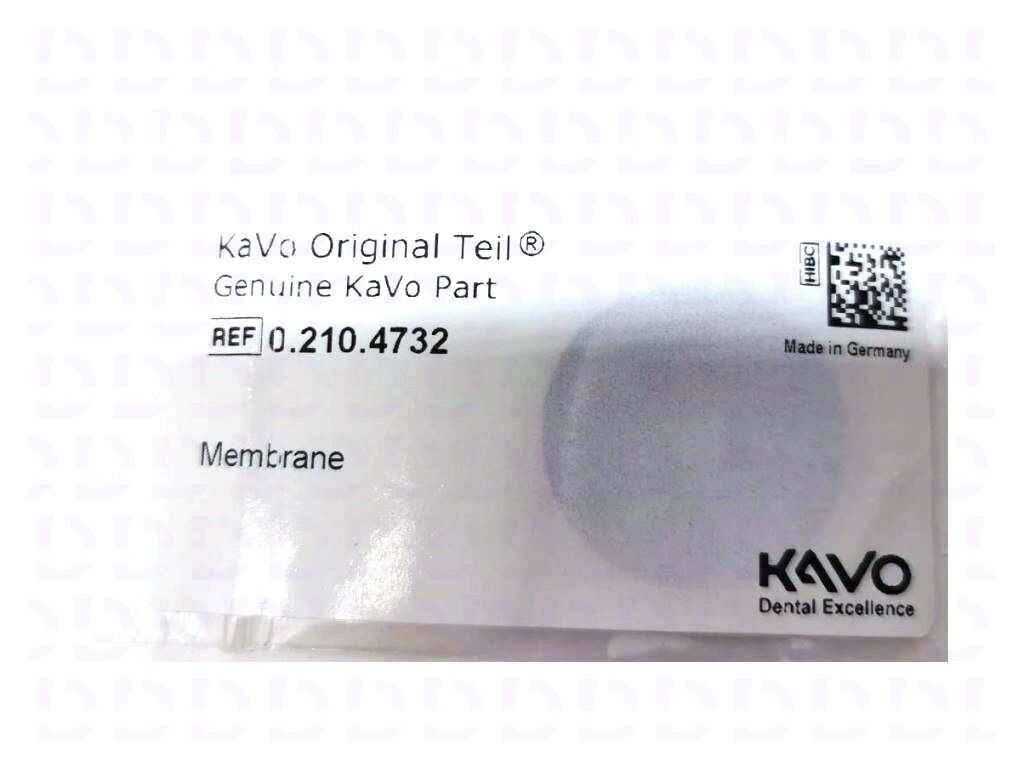 KaVo Original Teil®
Genuine KaVo Part
REF 0.210.4732
HIBC
Made in Germany
Membrane
KAVO
Dental Excellence